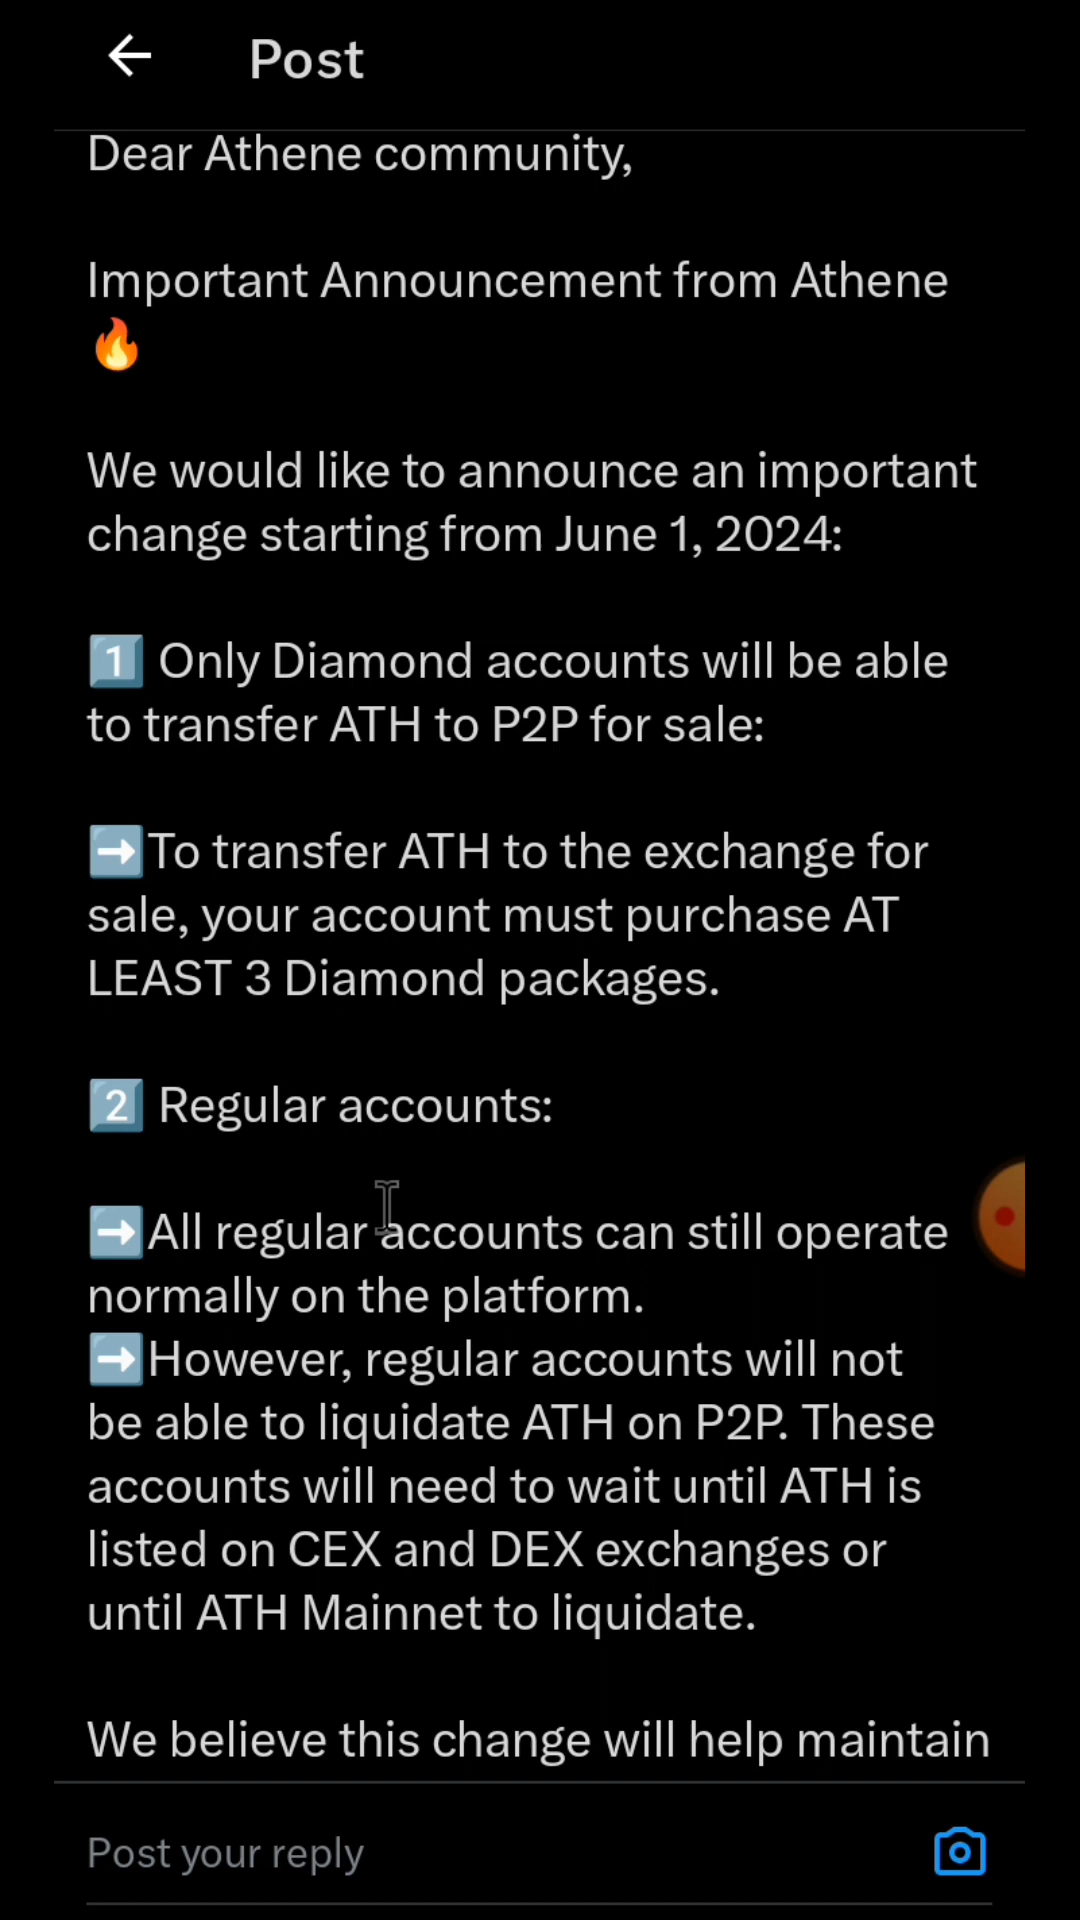 Post
Dear Athene community,
Important Announcement from Athene
🔥
We would like to announce an important
change starting from June 1, 2024:
1️⃣ Only Diamond accounts will be able
to transfer ATH to P2P for sale:
➡️To transfer ATH to the exchange for
sale, your account must purchase AT
LEAST 3 Diamond packages.
2️⃣ Regular accounts:
➡️All regular accounts can still operate
normally on the platform.
➡️However, regular accounts will not
be able to liquidate ATH on P2P. These
accounts will need to wait until ATH is
listed on CEX and DEX exchanges or
until ATH Mainnet to liquidate.
We believe this change will help maintain
Post your reply